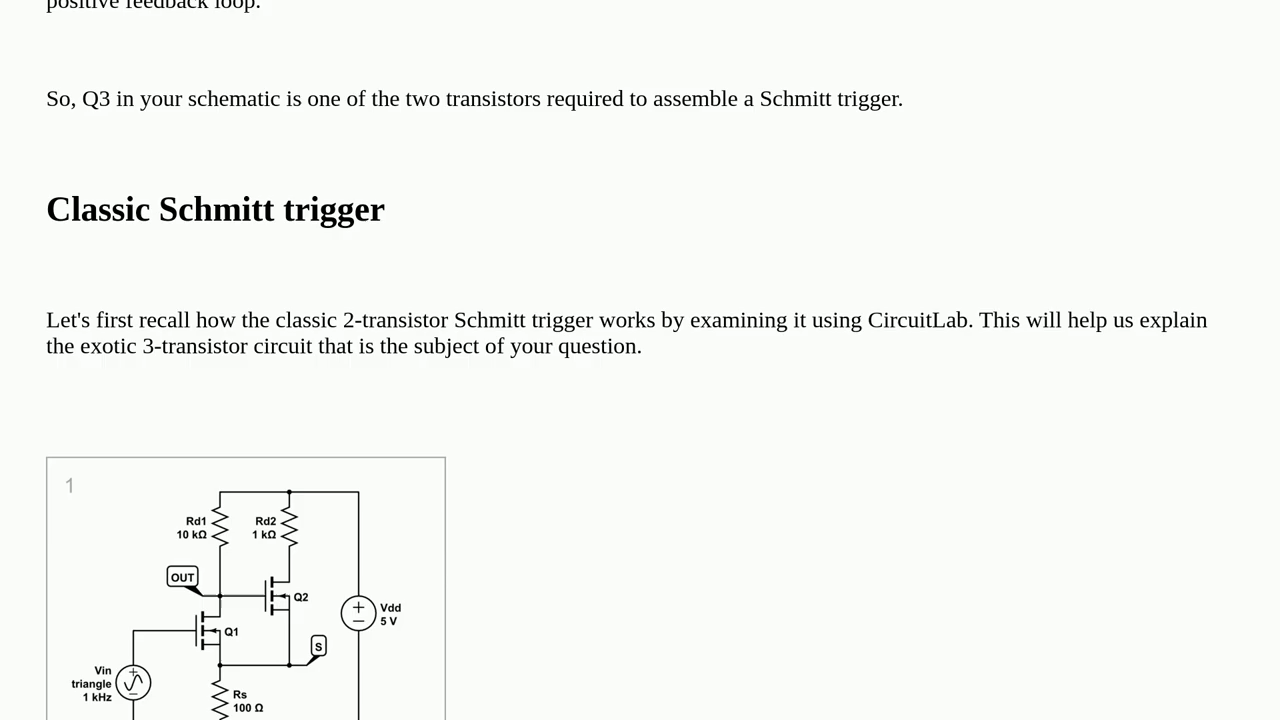 positive feedback loop.
So, Q3 in your schematic is one of the two transistors required to assemble a Schmitt trigger.
Classic Schmitt trigger
Let's first recall how the classic 2-transistor Schmitt trigger works by examining it using CircuitLab. This will help us explain
the exotic 3-transistor circuit that is the subject of your question.
1
Rd1
10 kΩ
Rd2
1 kΩ
OUT
Q2
Vdd
5 V
Q1
S
Vin
triangle
1 kHz
Rs
100 Ω